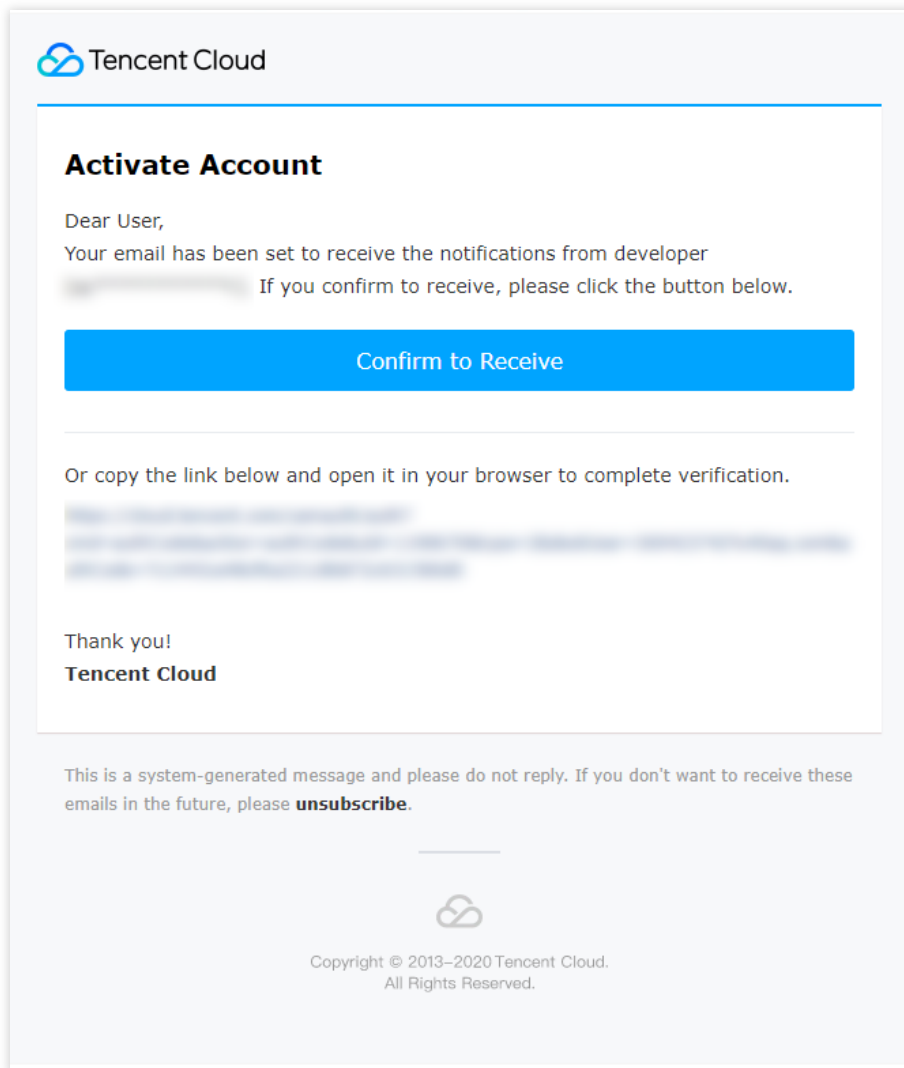 Tencent Cloud
Activate Account
Dear User,
Your email has been set to receive the notifications from developer
If you confirm to receive, please click the button below.
Confirm to Receive
Or copy the link below and open it in your browser to complete verification.
Thank you!
Tencent Cloud
This is a system-generated message and please do not reply. If you don't want to receive these
emails in the future, please unsubscribe.
Copyright © 2013–2020 Tencent Cloud.
All Rights Reserved.